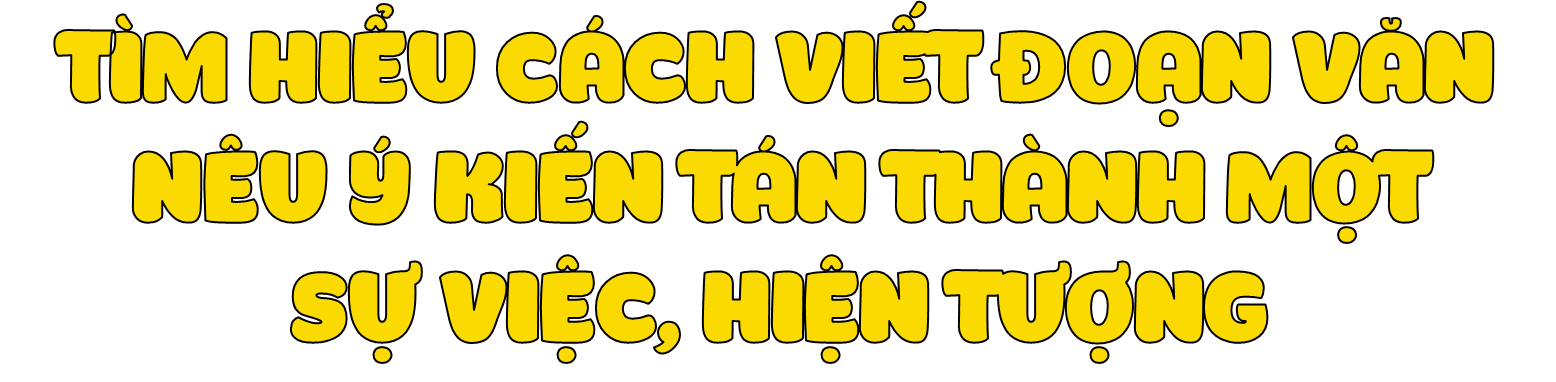 TÌM HIỂU CÁCH VIẾT ĐOẠN VĂN
NÊU Ý KIẾN TÁN THÀNH MỘT
SỰ VIỆC, HIỆN TƯỢNG